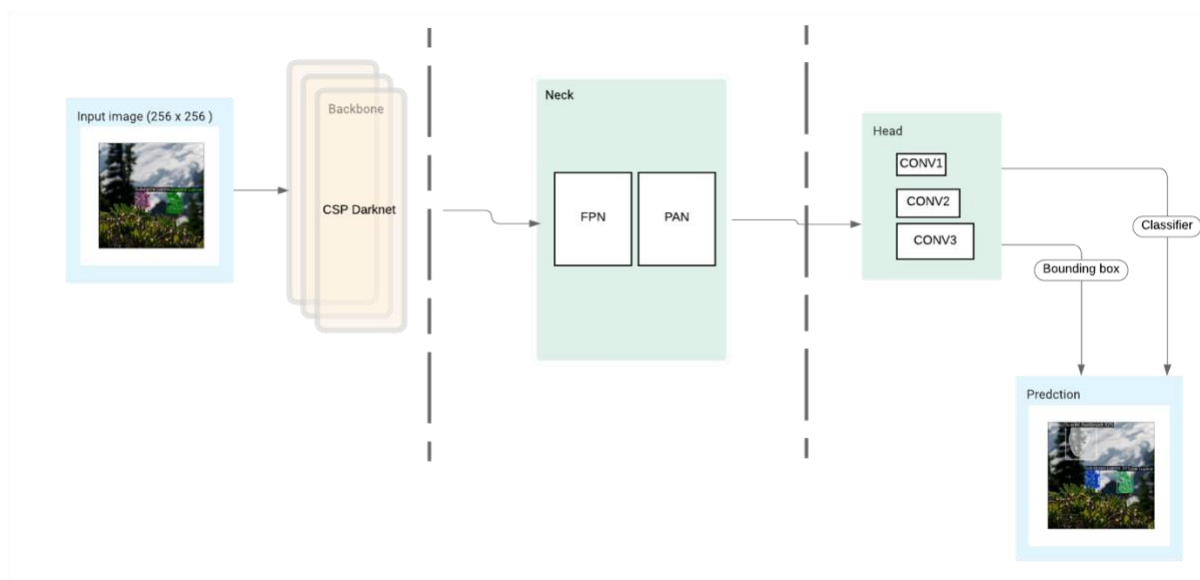 Input image (256 x 256 )
Backbone
CSP Darknet
Neck
FPN
PAN
Head
CONV1
CONV2
CONV3
Classifier
Bounding box
Predction